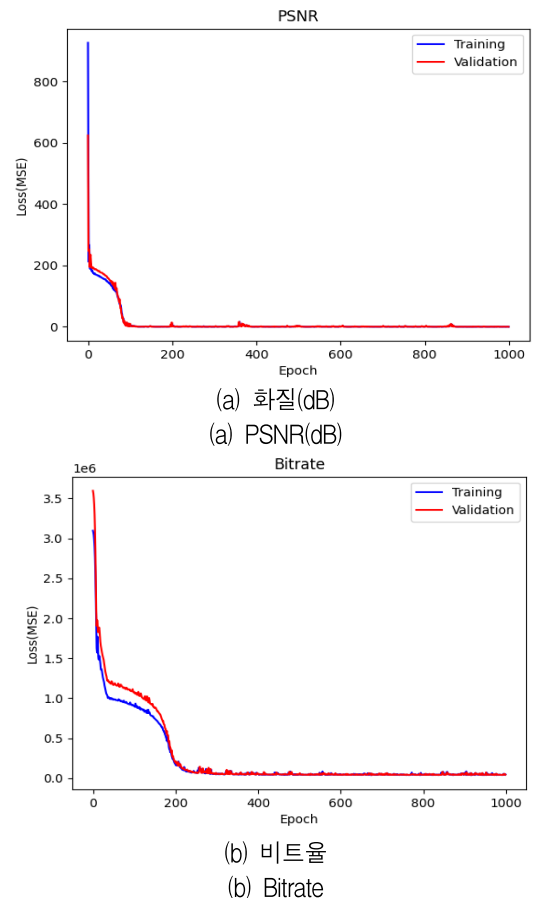 PSNR
Training
Validation
800
600
400
200
0
Loss(MSE)
0 200 400 600 800 1000
Epoch
(a) 화질(dB)
(a) PSNR(dB)
Bitrate
1e6
Training
Validation
3.5
3.0
2.5
2.0
1.5
1.0
0.5
0.0
Loss(MSE)
0 200 400 600 800 1000
Epoch
(b) 비트율
(b) Bitrate